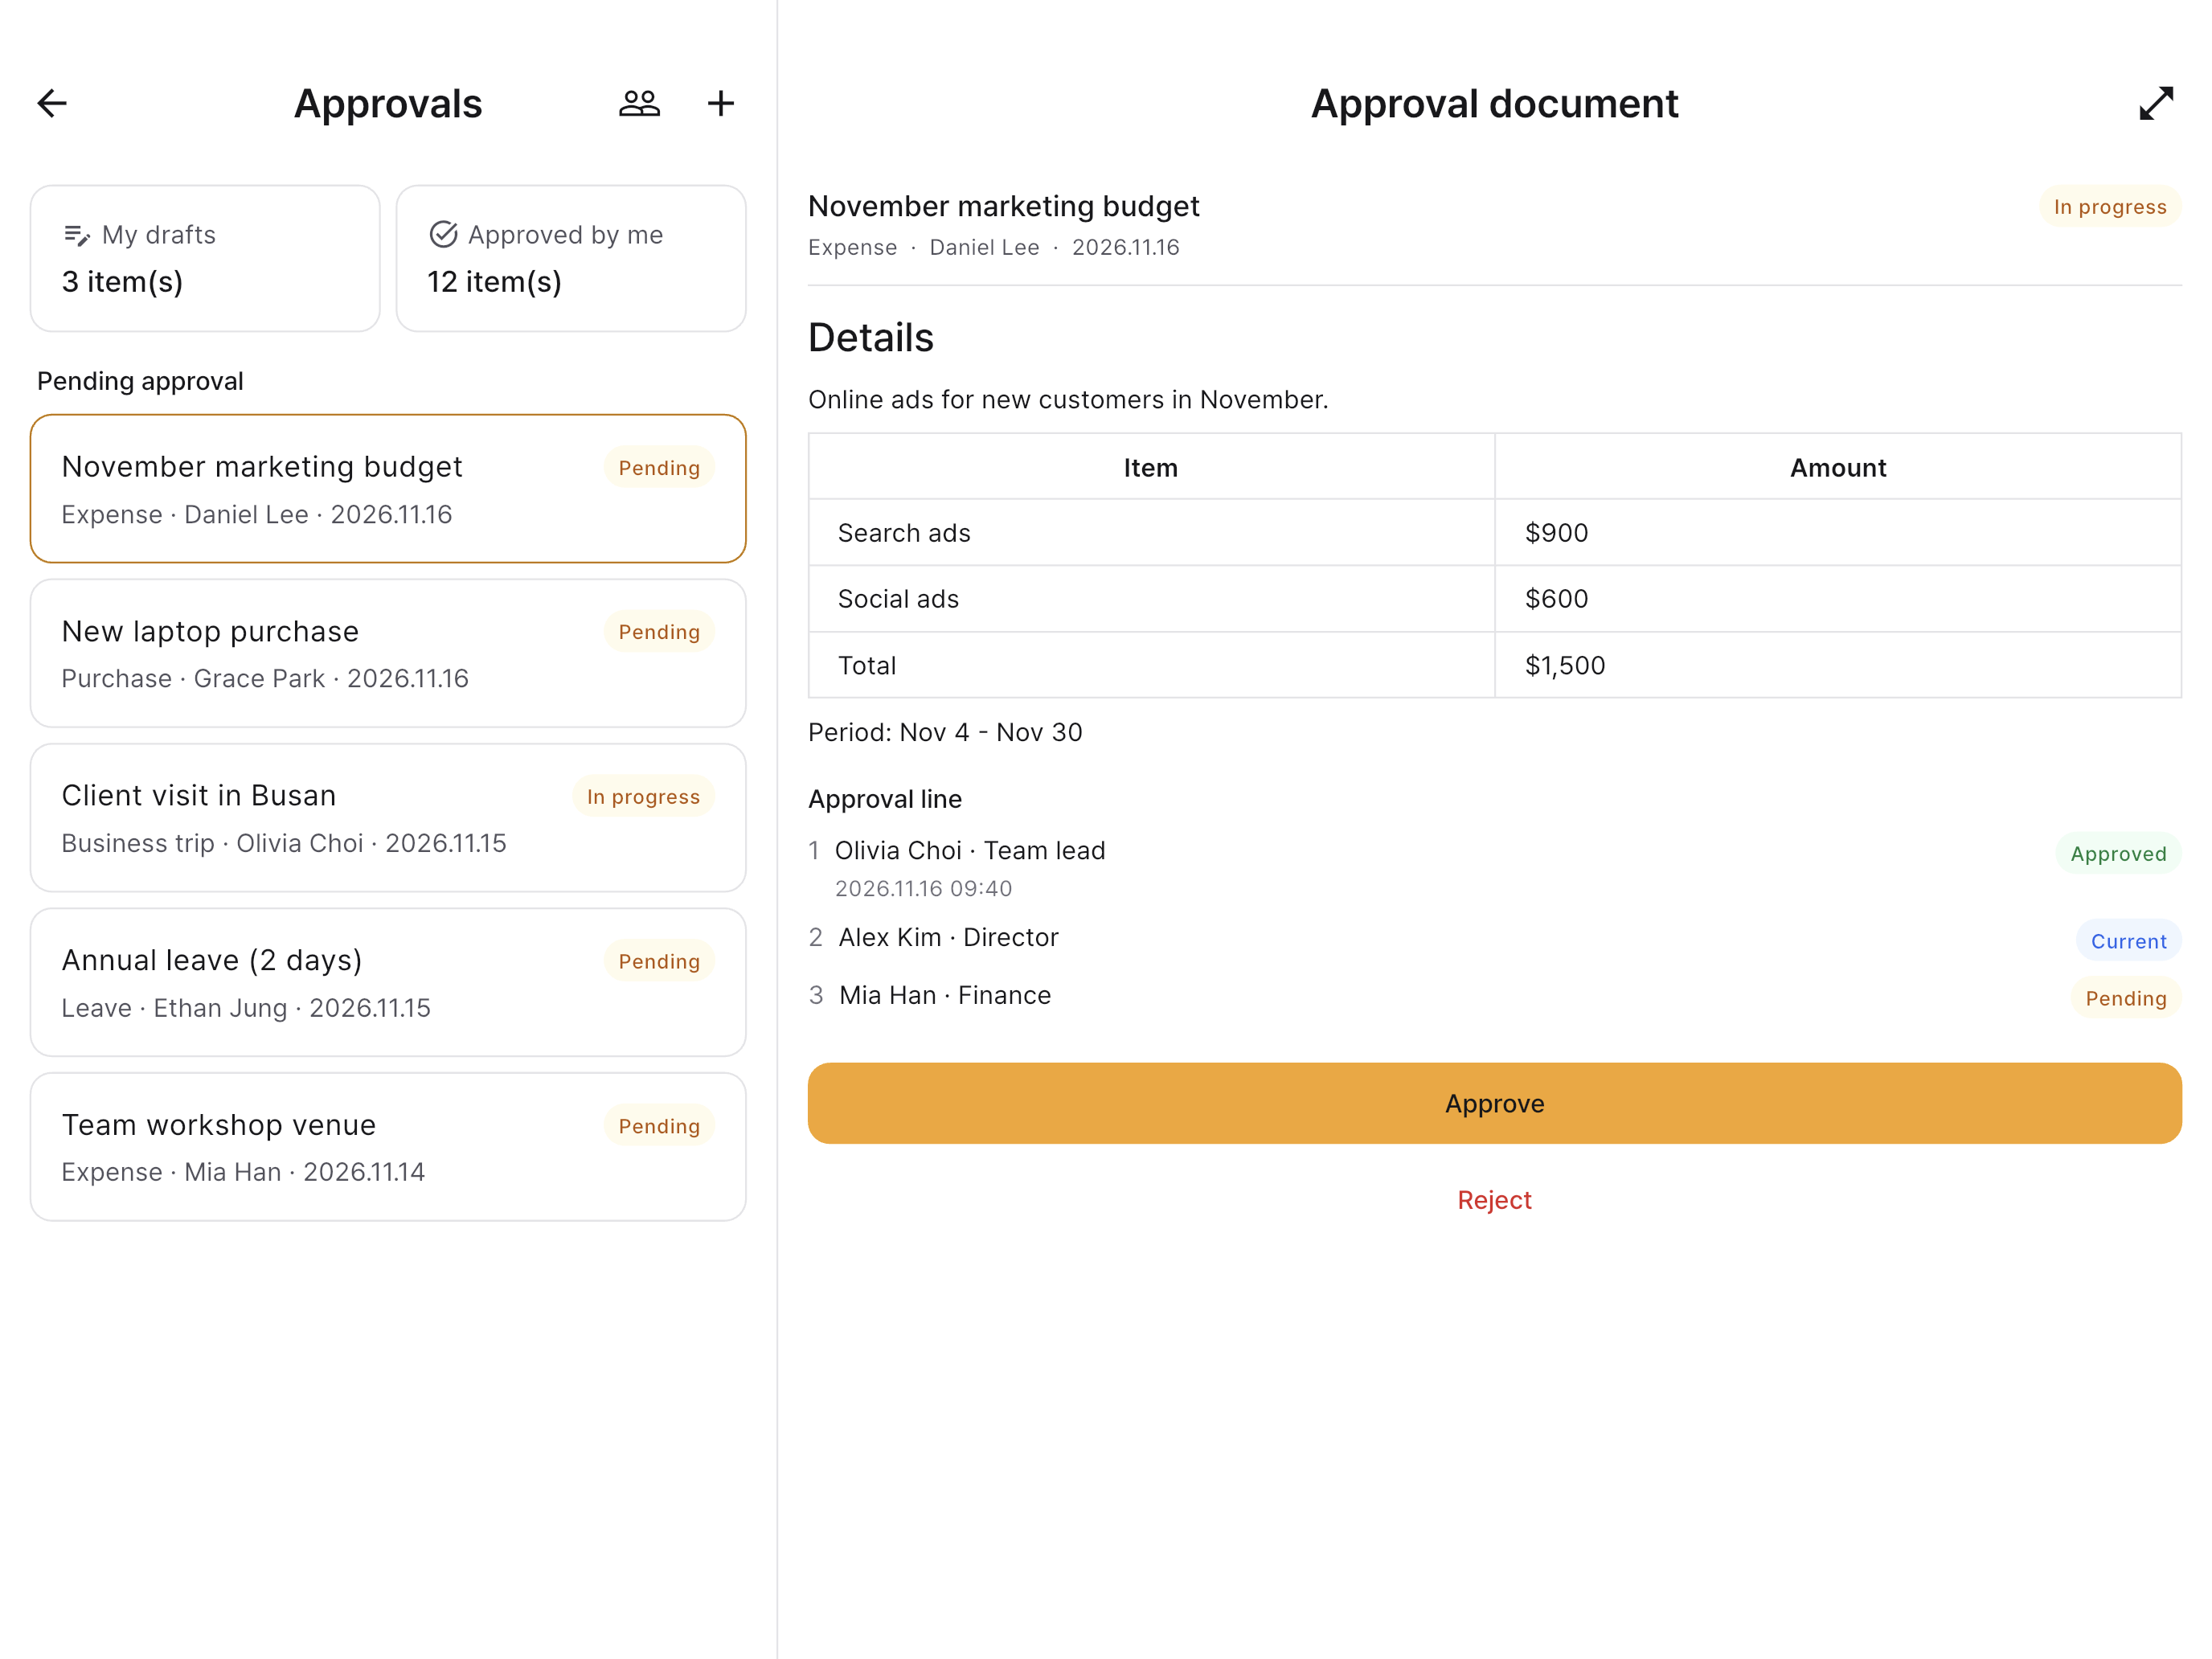 Approvals
My drafts
3 item(s)
Approved by me
12 item(s)
Pending approval
November marketing budget
Pending
Expense · Daniel Lee · 2026.11.16
New laptop purchase
Pending
Purchase · Grace Park · 2026.11.16
Client visit in Busan
In progress
Business trip · Olivia Choi · 2026.11.15
Annual leave (2 days)
Pending
Leave · Ethan Jung · 2026.11.15
Team workshop venue
Pending
Expense · Mia Han · 2026.11.14
Approval document
November marketing budget
In progress
Expense · Daniel Lee · 2026.11.16
Details
Online ads for new customers in November.
Item Amount
Search ads $900
Social ads $600
Total $1,500
Period: Nov 4 - Nov 30
Approval line
1 Olivia Choi · Team lead
Approved
2026.11.16 09:40
2 Alex Kim · Director
Current
3 Mia Han · Finance
Pending
Approve
Reject